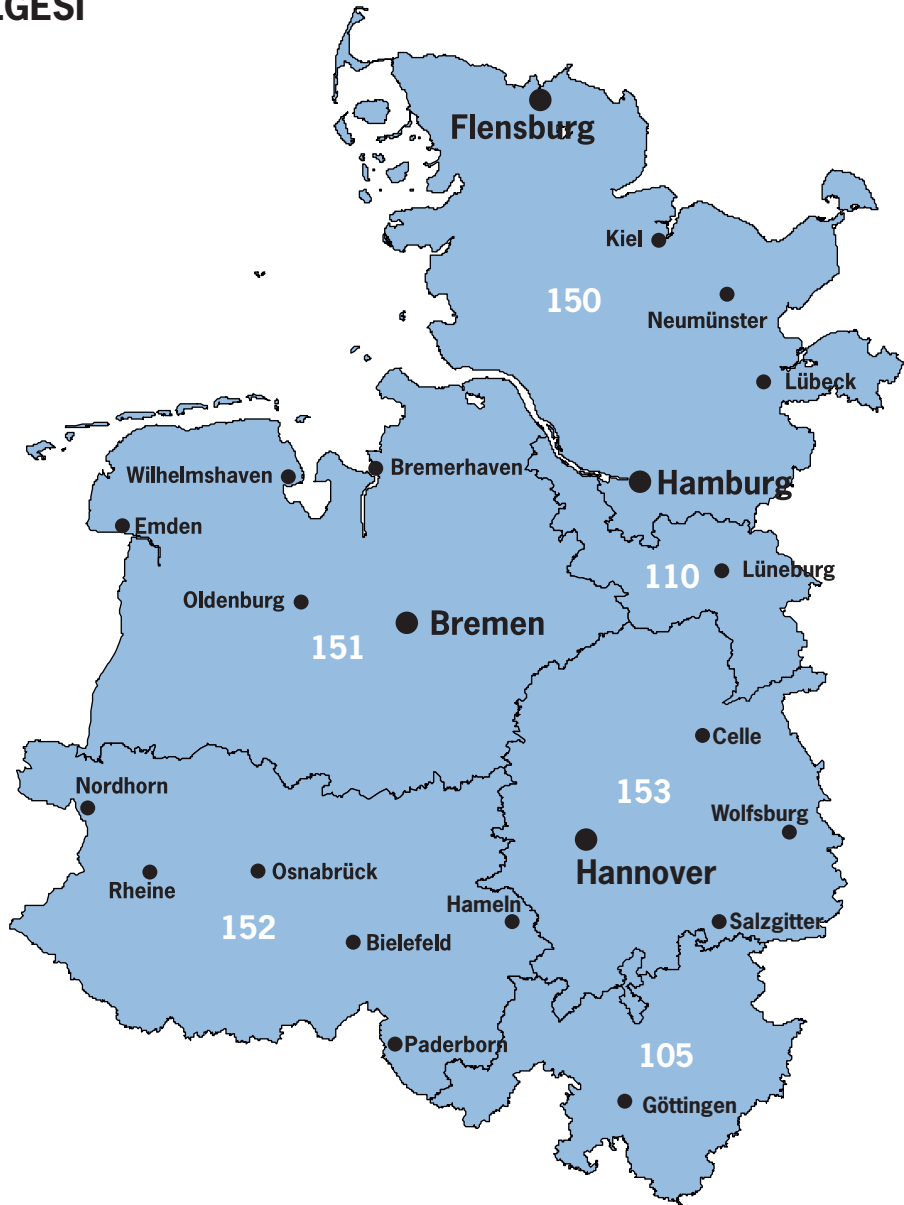 Flensburg
Kiel
150
Neumünster
Lübeck
Bremerhaven
Wilhelmshaven
Hamburg
Emden
110
Lüneburg
Oldenburg
Bremen
151
Celle
Nordhorn
153
Wolfsburg
Osnabrück
Hannover
Rheine
Hameln
152
Salzgitter
Bielefeld
Paderborn
105
Göttingen